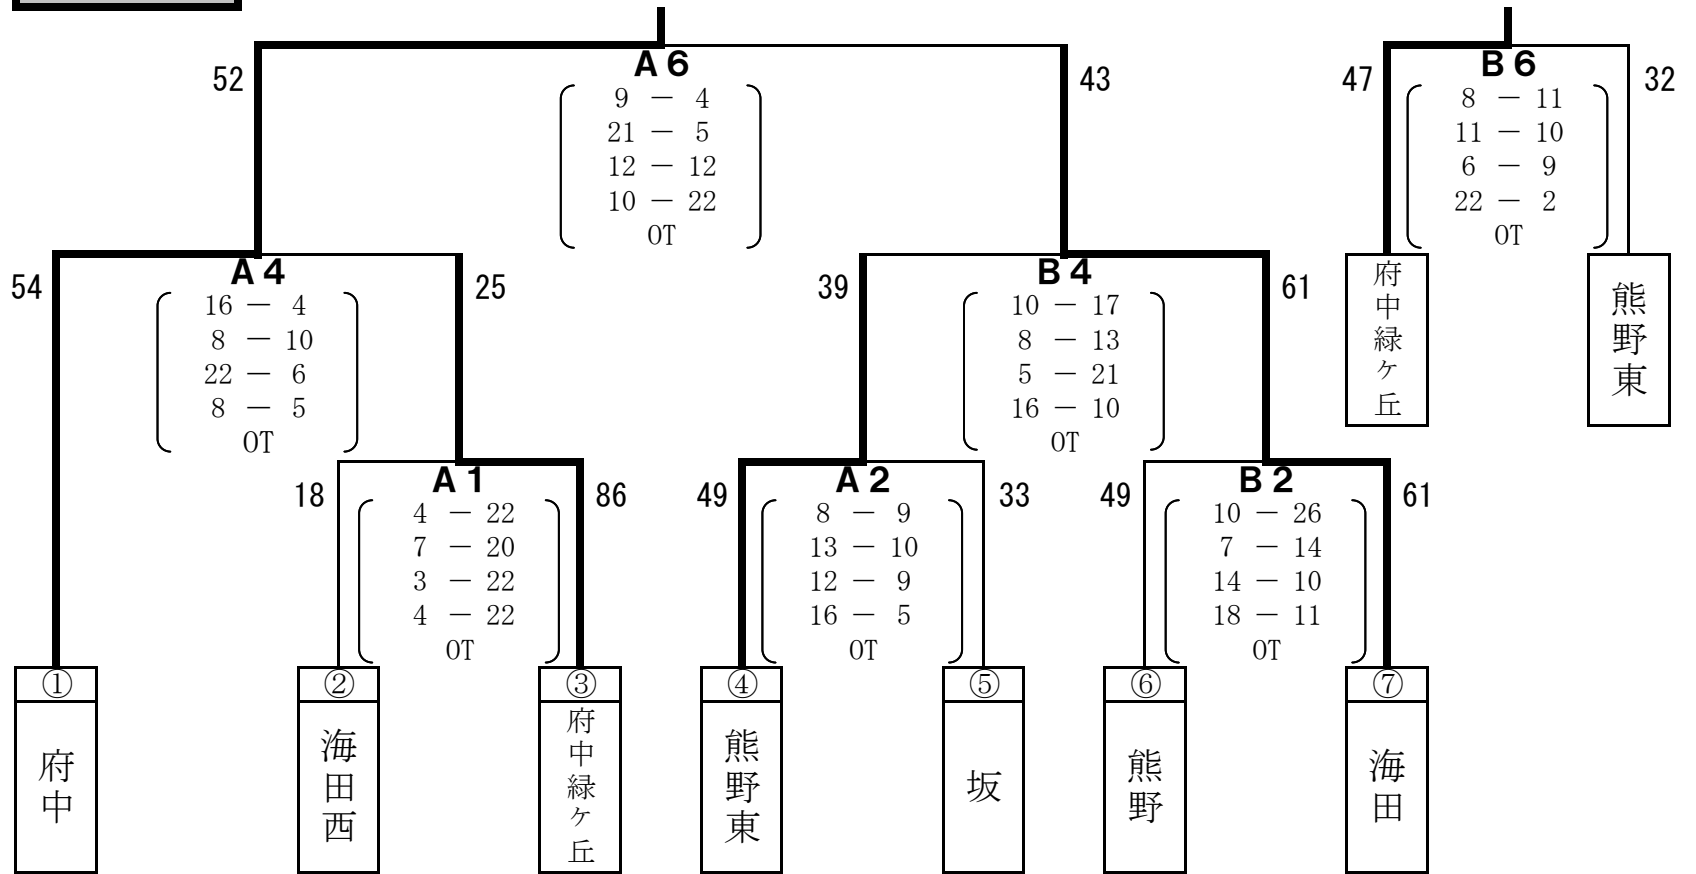 A6
52
43
9 － 4
21 － 5
12 － 12
10 － 22
OT
B6
47
32
8 － 11
11 － 10
6 － 9
22 － 2
OT
府中緑ケ丘
熊野東
A4
54
25
16 － 4
8 － 10
22 － 6
8 － 5
OT
B4
39
61
10 － 17
8 － 13
5 － 21
16 － 10
OT
A1
18
86
4 － 22
7 － 20
3 － 22
4 － 22
OT
A2
49
33
8 － 9
13 － 10
12 － 9
16 － 5
OT
B2
49
61
10 － 26
7 － 14
14 － 10
18 － 11
OT
①
府中
②
海田西
③
府中緑ケ丘
④
熊野東
⑤
坂
⑥
熊野
⑦
海田